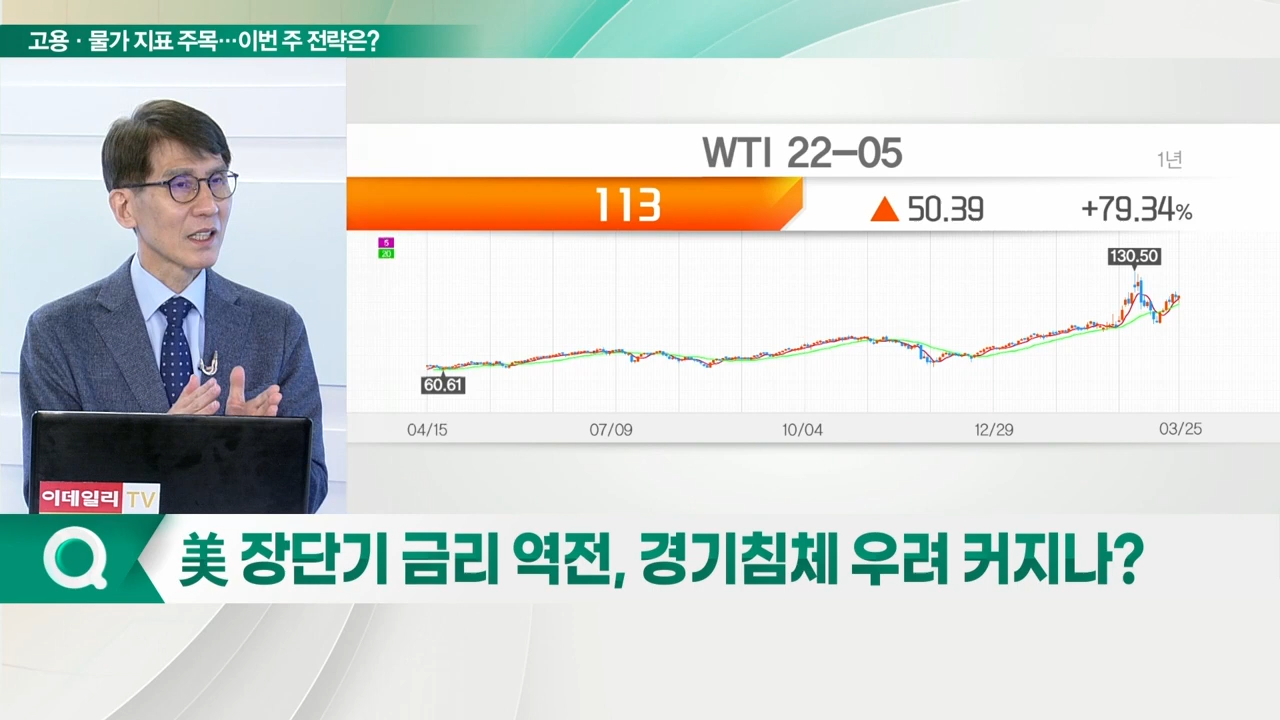 고용·물가 지표 주목…이번 주 전략은?
WTI 22-05
1년
113 ▲ 50.39 +79.34%
5
20
130.50
60.61
04/15 07/09 10/04 12/29 03/25
이데일리 TV
Q 美 장단기 금리 역전, 경기침체 우려 커지나?